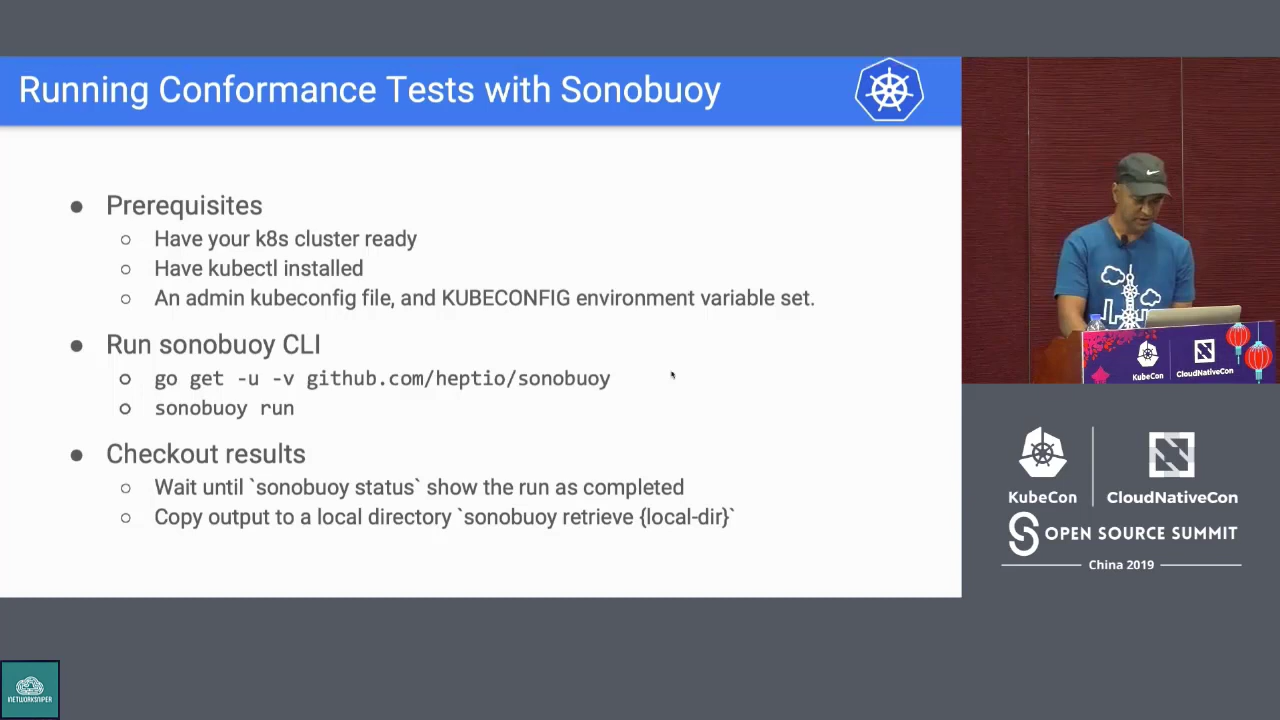 Running Conformance Tests with Sonobuoy
● Prerequisites
○ Have your k8s cluster ready
○ Have kubectl installed
○ An admin kubeconfig file, and KUBECONFIG environment variable set.
● Run sonobuoy CLI
○ go get -u -v github.com/heptio/sonobuoy
○ sonobuoy run
● Checkout results
○ Wait until `sonobuoy status` show the run as completed
○ Copy output to a local directory `sonobuoy retrieve {local-dir}`
KubeCon
CloudNativeCon
KubeCon
CloudNativeCon
OPEN SOURCE SUMMIT
China 2019
INETWORKSNIPER